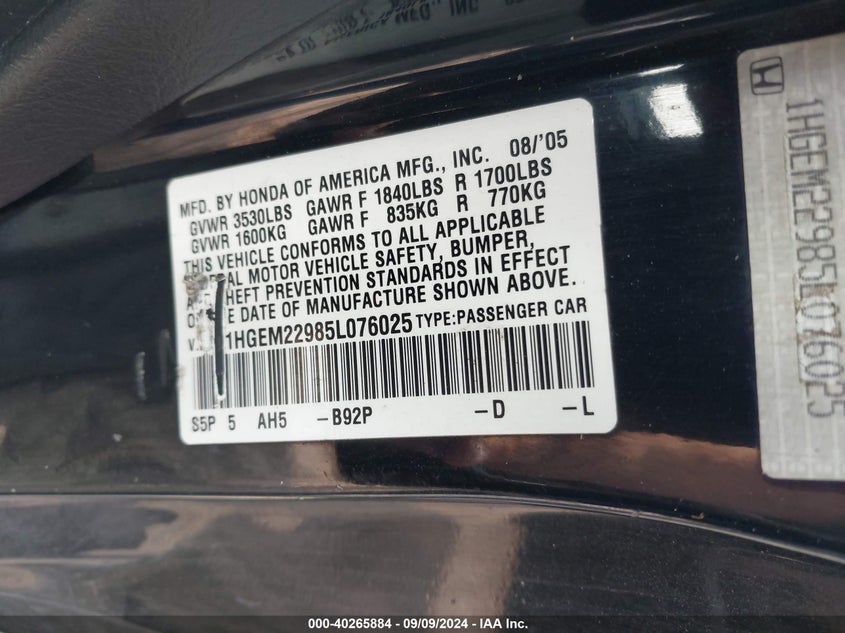 MFD. BY HONDA OF AMERICA MFG., INC. 08/'05
GVWR 3530LBS GAWR F 1840LBS R 1700LBS
GVWR 1600KG GAWR F 835KG R 770KG
THIS VEHICLE CONFORMS TO ALL APPLICABLE
MOTOR VEHICLE SAFETY, BUMPER,
THEFT PREVENTION STANDARDS IN EFFECT
DATE OF MANUFACTURE SHOWN ABOVE.
1HGEM22985L076025 TYPE:PASSENGER CAR
S5P 5 AH5 -B92P -D -L
1HGEM22985L076025
000-40265884 - 09/09/2024 - IAA Inc.